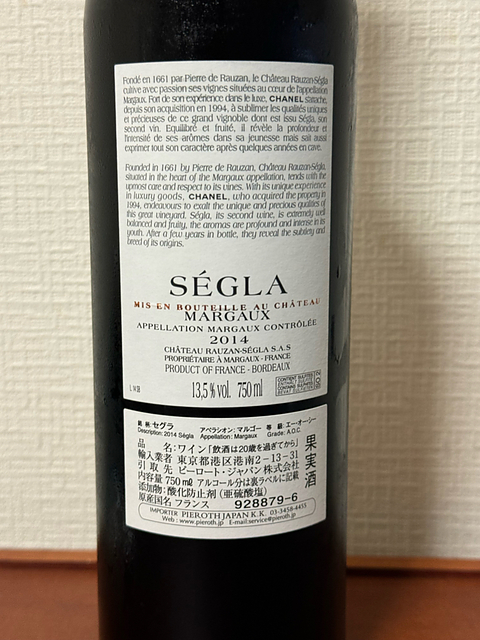 Fondé en 1661 par Pierre de Rauzan, le Château Rauzan-Ségla
cultive avec passion ses vignes situées au cœur de l'appellation
Margaux. Fort de son expérience dans le luxe, CHANEL s'attache,
depuis son acquisition en 1994, à sublimer les qualités uniques
et précieuses de ce grand vignoble dont est issu Ségla, son
second vin. Equilibré et fruité, il révèle la profondeur et
l'intensité de ses arômes dans sa jeunesse mais sait aussi
exprimer tout son caractère après quelques années en cave.
Founded in 1661 by Pierre de Rauzan, Château Rauzan-Ségla,
situated in the heart of the Margaux appellation, tends with the
upmost care and respect to its vines. With its unique experience
in luxury goods, CHANEL, who acquired the property in
1994, endeavours to exalt the unique and precious qualities of
this great vineyard. Ségla, its second wine, is extremely well
balanced and fruity, the aromas are profound and intense in its
youth. After a few years in bottle, they reveal the subtlety and
breed of its origins.
SÉGLA
MIS EN BOUTEILLE AU CHÂTEAU
MARGAUX
APPELLATION MARGAUX CONTRÔLÉE
2014
CHÂTEAU RAUZAN-SÉGLA S.A.S
PROPRIÉTAIRE À MARGAUX - FRANCE
PRODUCT OF FRANCE - BORDEAUX
13,5 % vol. 750 ml
銘 柄: セグラ アペラシオン: マルゴー 等 級: エー・オー・シー
Description: 2014 Ségla Appellation: Margaux Grade: A.O.C.
品 名: ワイン「飲酒は20歳を過ぎてから」
輸入業者 東京都港区港南2-13-31
引 取 先 ピーロート・ジャパン株式会社
内容量 750㎖ アルコール分は裏ラベルに記載
添加物: 酸化防止剤 (亜硫酸塩)
原産国名 フランス 928879-6
果実酒
IMPORTER PIEROTH JAPAN K.K. 03-3458-4455
Web : www.pieroth.jp E-mail:service@pieroth.jp